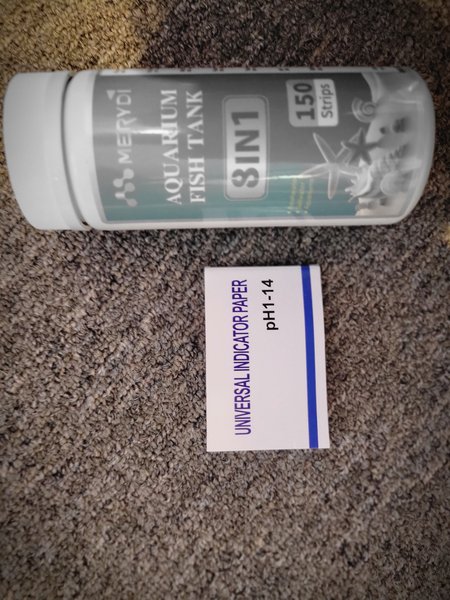 MERYDI
AQUARIUM
FISH TANK
8IN1
150
Strips
UNIVERSAL INDICATOR PAPER
pH1-14